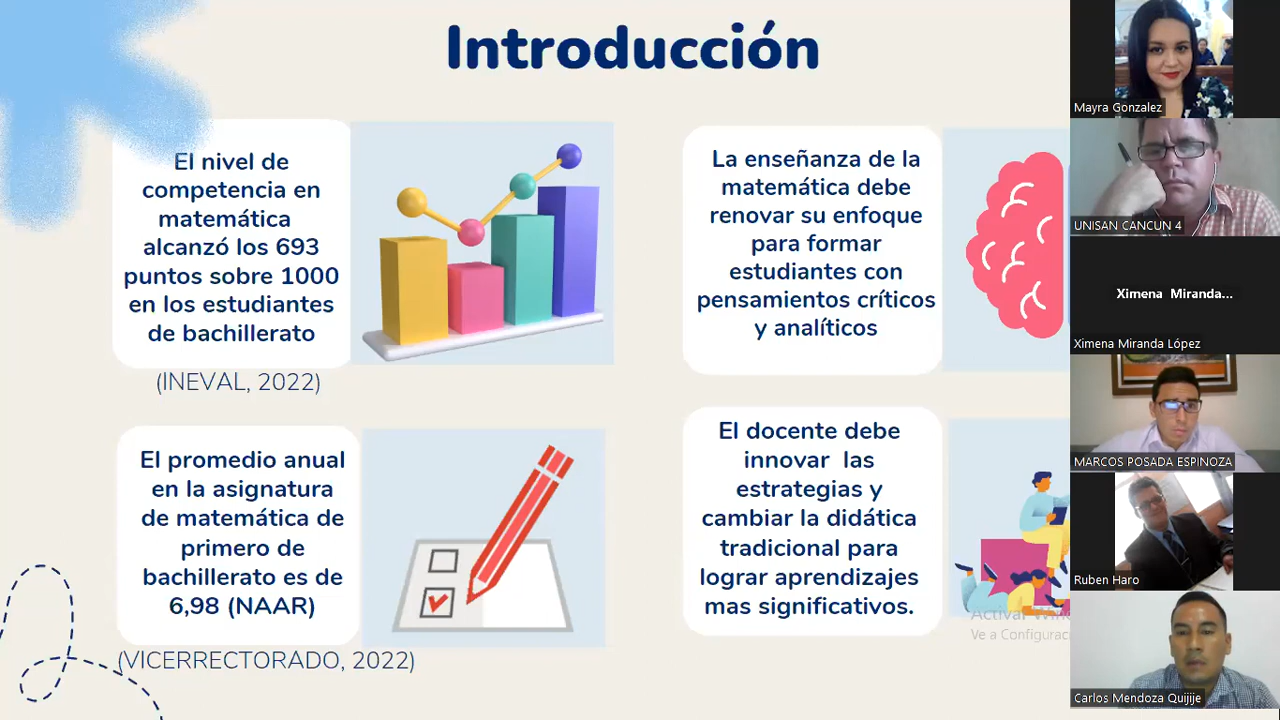 Introducción
El nivel de
competencia en
matemática
alcanzó los 693
puntos sobre 1000
en los estudiantes
de bachillerato
(INEVAL, 2022)
La enseñanza de la
matemática debe
renovar su enfoque
para formar
estudiantes con
pensamientos críticos
y analíticos
El promedio anual
en la asignatura
de matemática de
primero de
bachillerato es de
6,98 (NAAR)
(VICERRECTORADO, 2022)
El docente debe
innovar las
estrategias y
cambiar la didática
tradicional para
lograr aprendizajes
mas significativos.
Activar
Ve a
Mayra Gonzalez
UNISAN CANCUN 4
Ximena Miranda...
Ximena Miranda López
MARCOS POSADA ESPINOZA
Ruben Haro
Carlos Mendoza Quijije